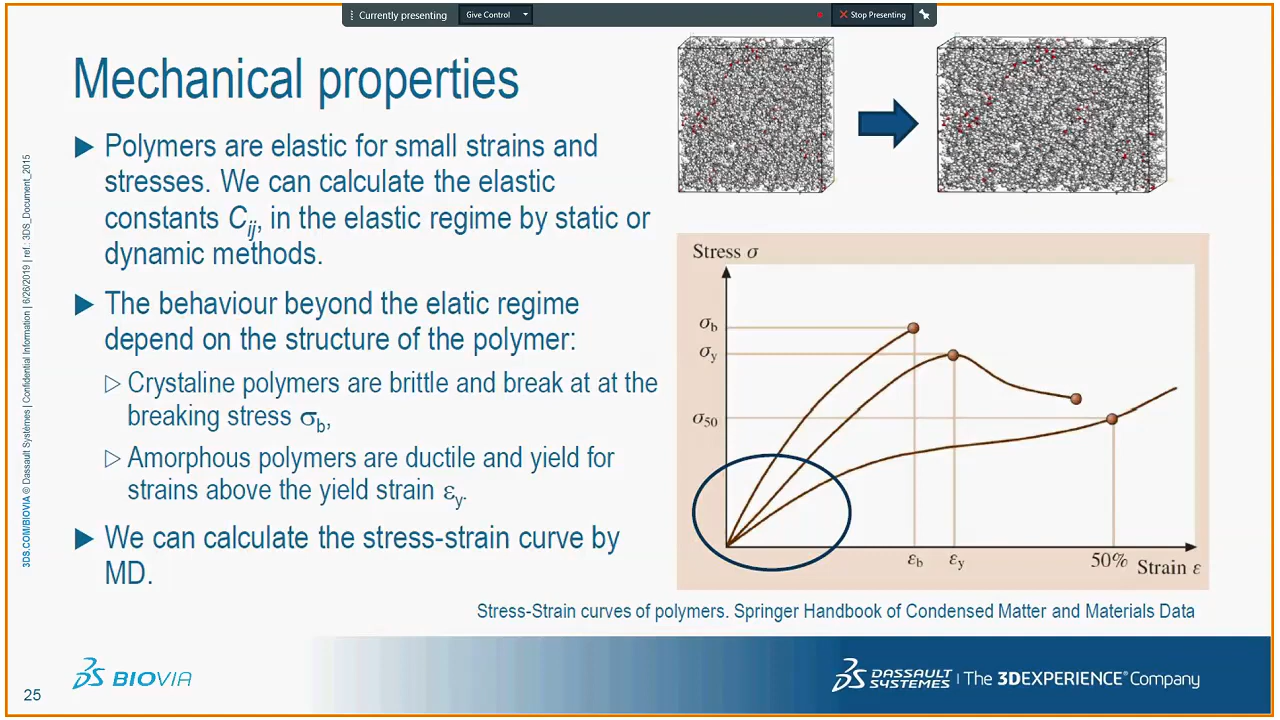 Currently presenting
Give Control
Stop Presenting
Mechanical properties
Polymers are elastic for small strains and
stresses. We can calculate the elastic
constants Cij, in the elastic regime by static or
dynamic methods.
The behaviour beyond the elatic regime
depend on the structure of the polymer:
Crystaline polymers are brittle and break at at the
breaking stress σb,
Amorphous polymers are ductile and yield for
strains above the yield strain εy.
We can calculate the stress-strain curve by
MD.
Stress σ
σb
σy
σ50
εb
εy
50%
Strain ε
Stress-Strain curves of polymers. Springer Handbook of Condensed Matter and Materials Data
3DS.COM/BIOVIA © Dassault Systèmes | Confidential Information | 6/26/2019 | ref.: 3DS_Document_2015
25
3DS BIOVIA
3DS DASSAULT SYSTEMES | The 3DEXPERIENCE® Company